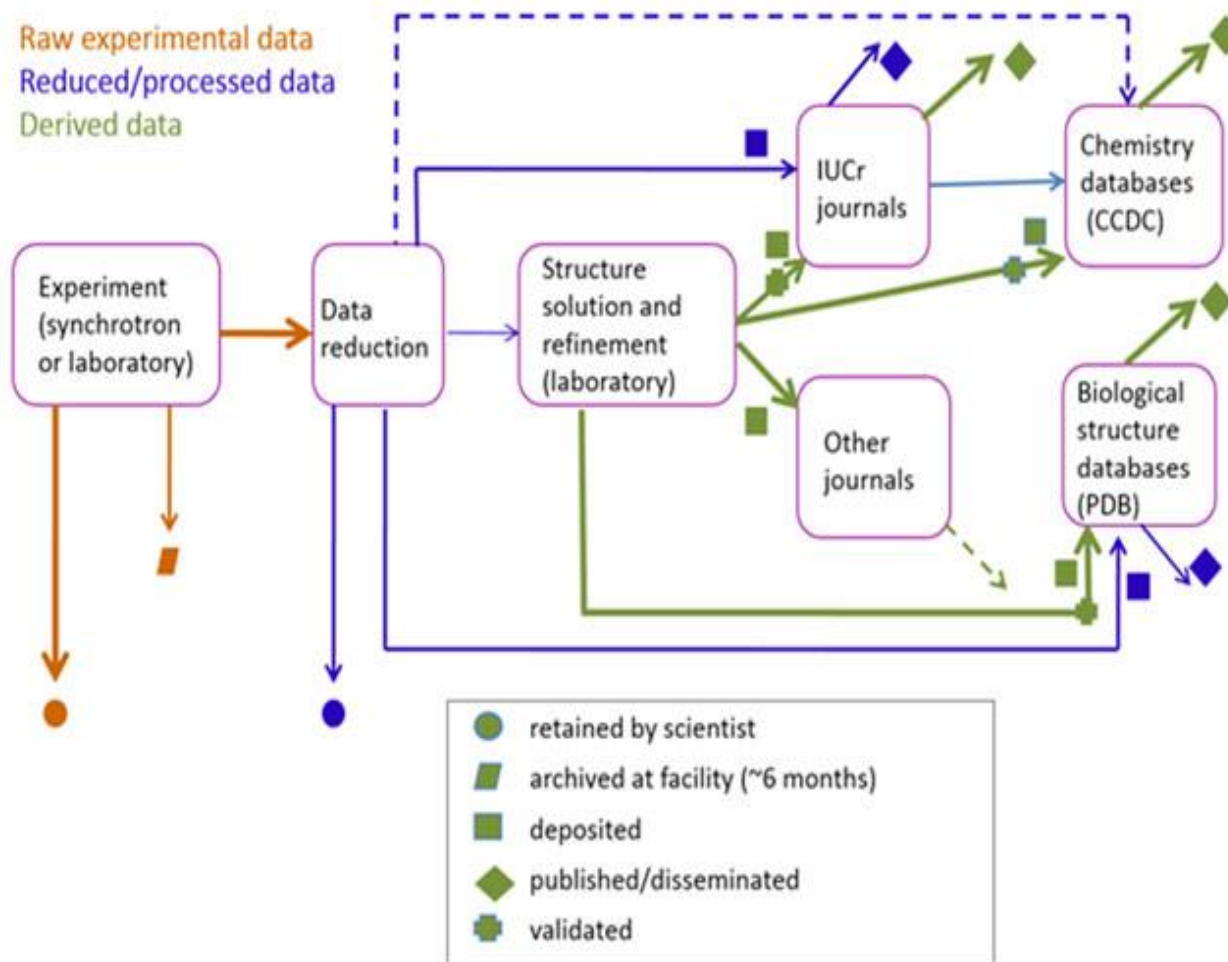 Raw experimental data
Reduced/processed data
Derived data
Experiment
(synchrotron
or laboratory)
Data
reduction
Structure
solution and
refinement
(laboratory)
IUCr
journals
Chemistry
databases
(CCDC)
Other
journals
Biological
structure
databases
(PDB)
retained by scientist
archived at facility (~6 months)
deposited
published/disseminated
validated